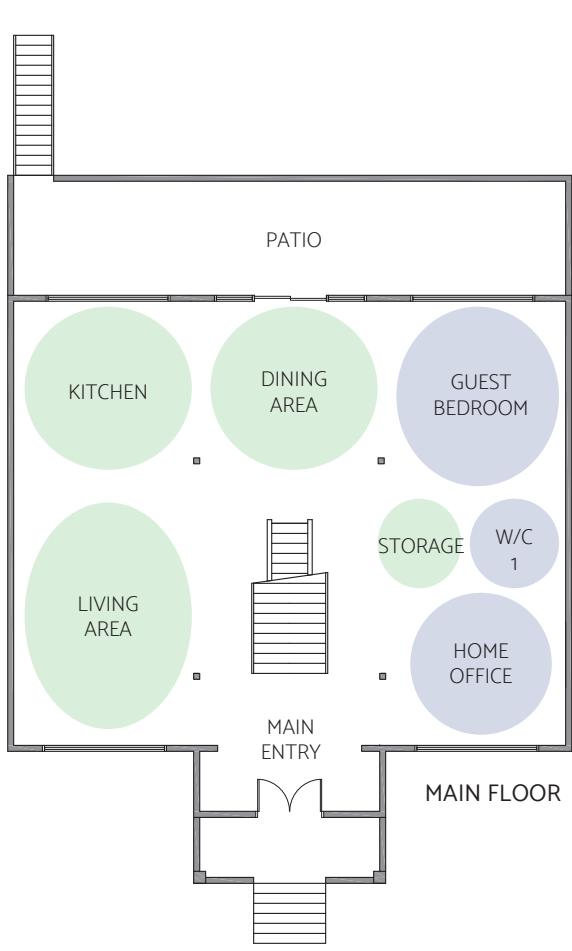 PATIO
KITCHEN
DINING
AREA
GUEST
BEDROOM
STORAGE
W/C
1
LIVING
AREA
HOME
OFFICE
MAIN
ENTRY
MAIN FLOOR